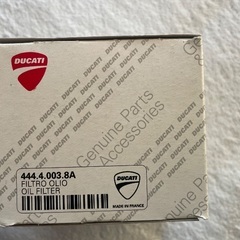 DUCATI
Genuine Parts
Accessories
444.4.003.8A
FILTRO OLIO
OIL FILTER
DUCATI
MADE IN FRANCE